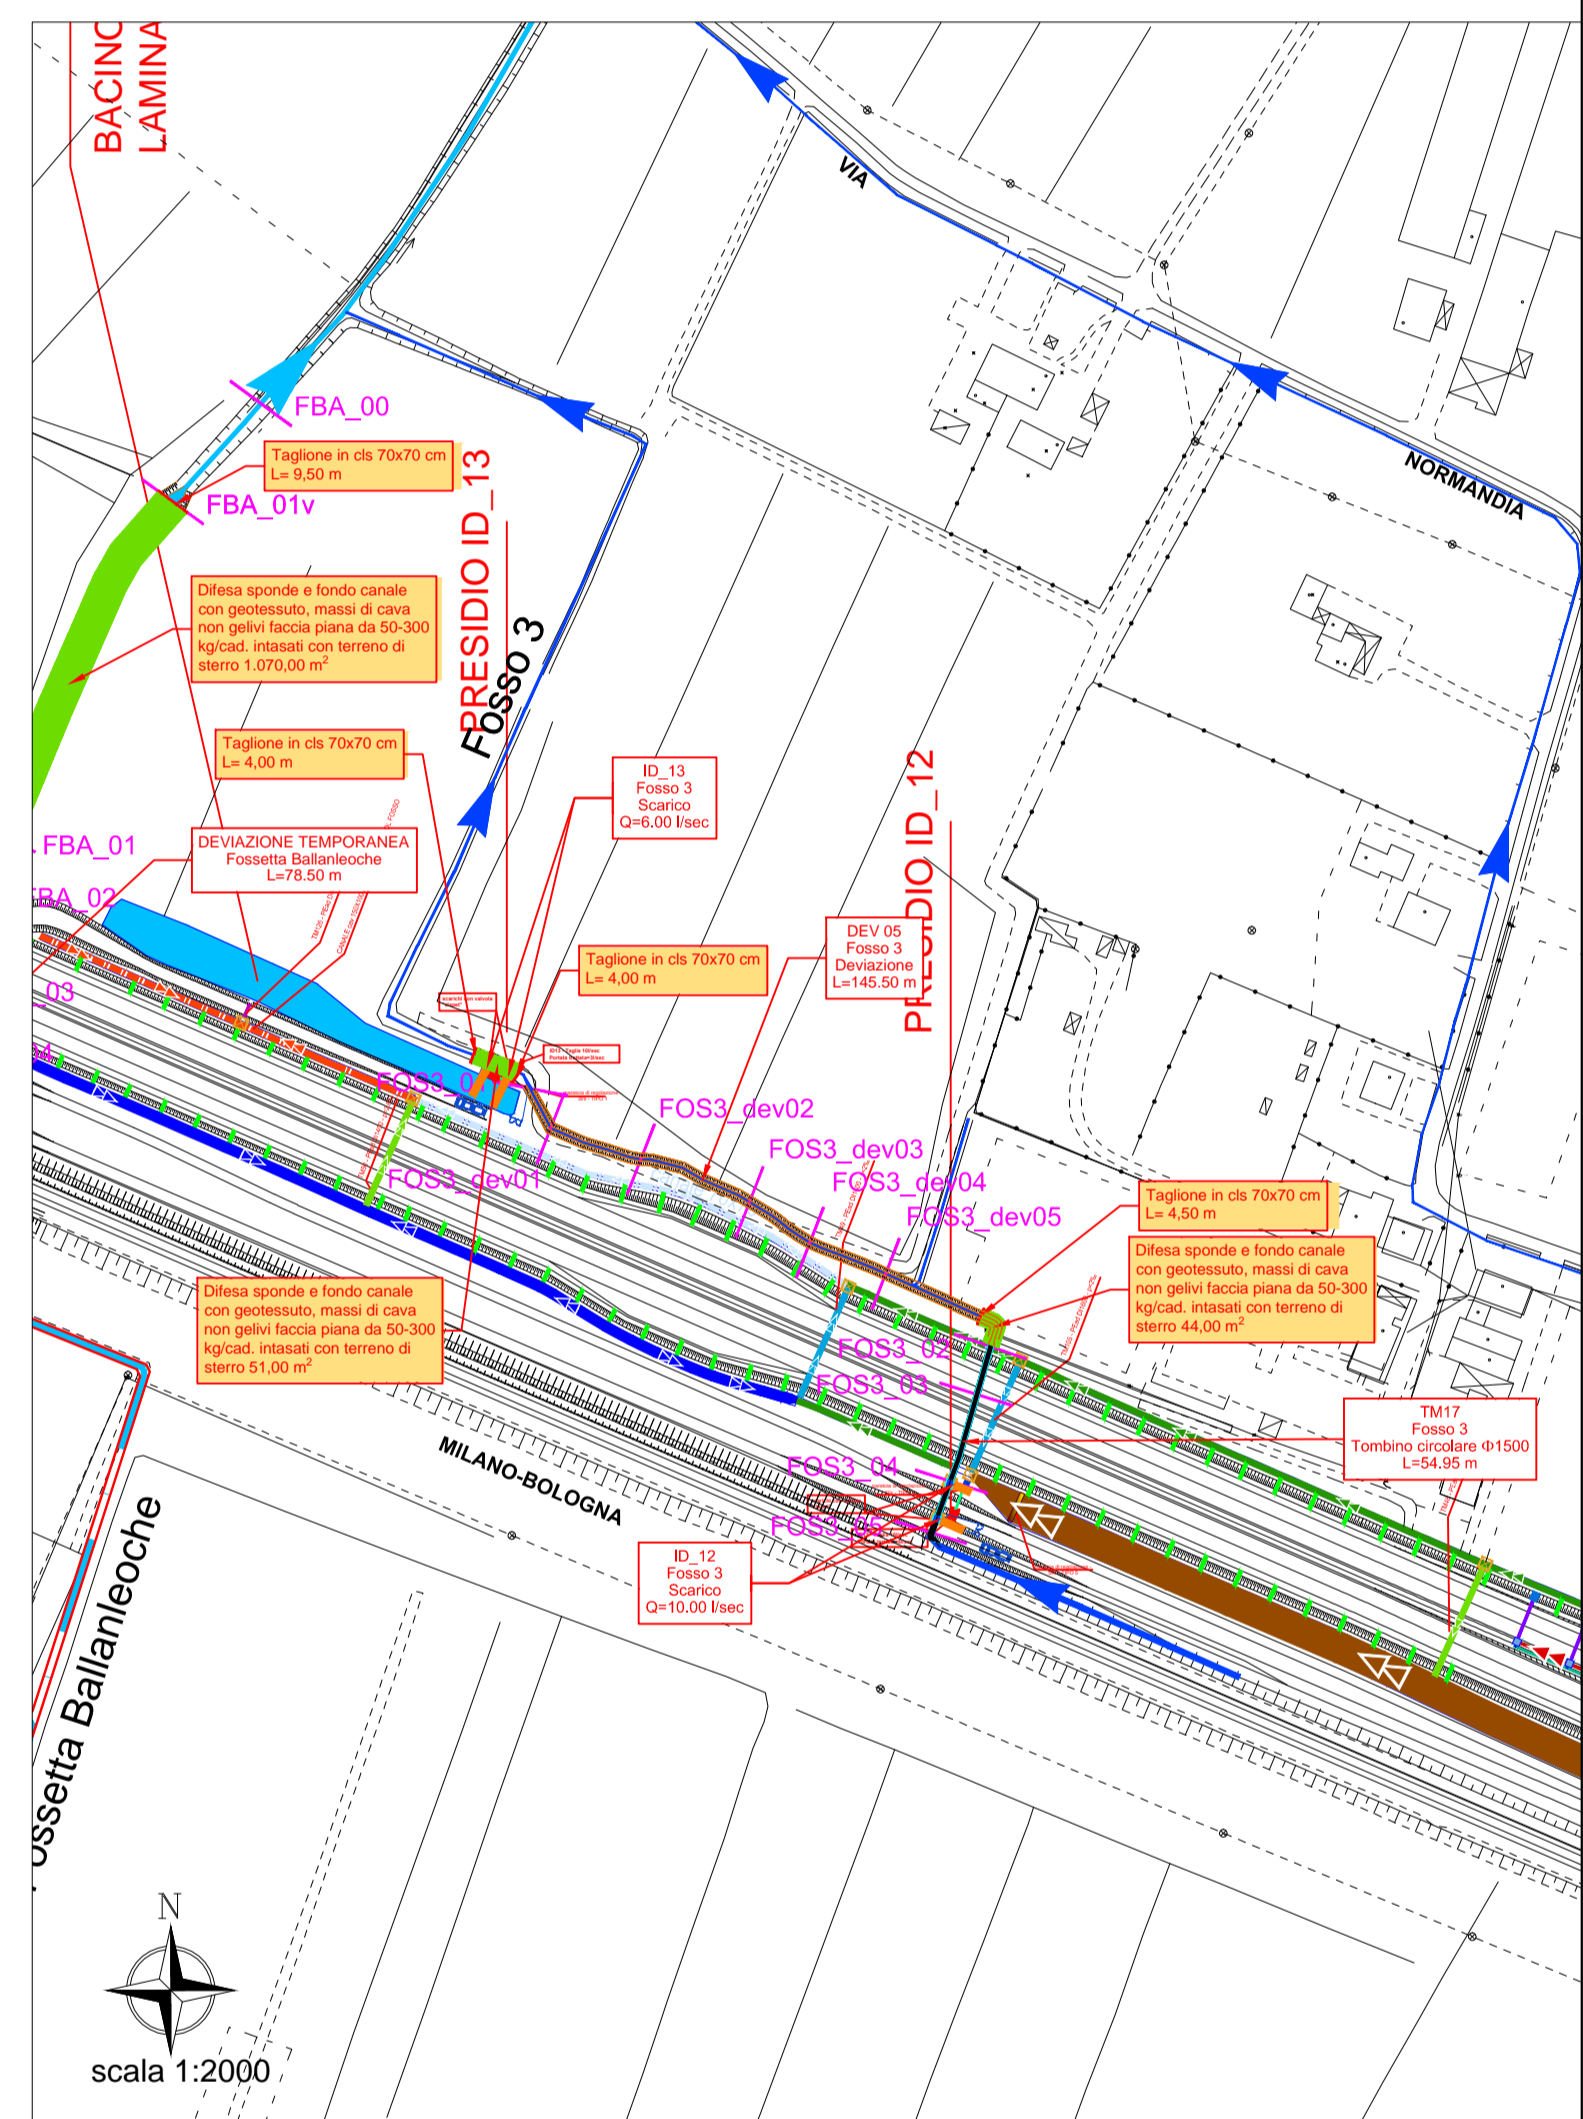 BACINO
LAMINA
VIA
NORMANDIA
FBA_00
Taglione in cls 70x70 cm
L= 9,50 m
FBA_01v
PRESIDIO ID_13
Difesa sponde e fondo canale
con geotessuto, massi di cava
non gelivi faccia piana da 50-300
kg/cad. intasati con terreno di
sterro 1.070,00 m²
Fosso 3
Taglione in cls 70x70 cm
L= 4,00 m
ID_13
Fosso 3
Scarico
Q=6.00 l/sec
PRESIDIO ID_12
FBA_01
DEVIAZIONE TEMPORANEA
Fossetta Ballanleoche
L=78.50 m
FBA_02
DEV 05
Fosso 3
Deviazione
L=145.50 m
Taglione in cls 70x70 cm
L= 4,00 m
_03
FOS3_dev02
FOS3_dev03
FOS3_dev01
FOS3_dev04
FOS3_dev05
Taglione in cls 70x70 cm
L= 4,50 m
Difesa sponde e fondo canale
con geotessuto, massi di cava
non gelivi faccia piana da 50-300
kg/cad. intasati con terreno di
sterro 44,00 m²
Difesa sponde e fondo canale
con geotessuto, massi di cava
non gelivi faccia piana da 50-300
kg/cad. intasati con terreno di
sterro 51,00 m²
FOS3_02
FOS3_03
TM17
Fosso 3
Tombino circolare Φ1500
L=54.95 m
MILANO-BOLOGNA
FOS3_04
FOS3_05
ID_12
Fosso 3
Scarico
Q=10.00 l/sec
ossetta Ballanleoche
N
scala 1:2000